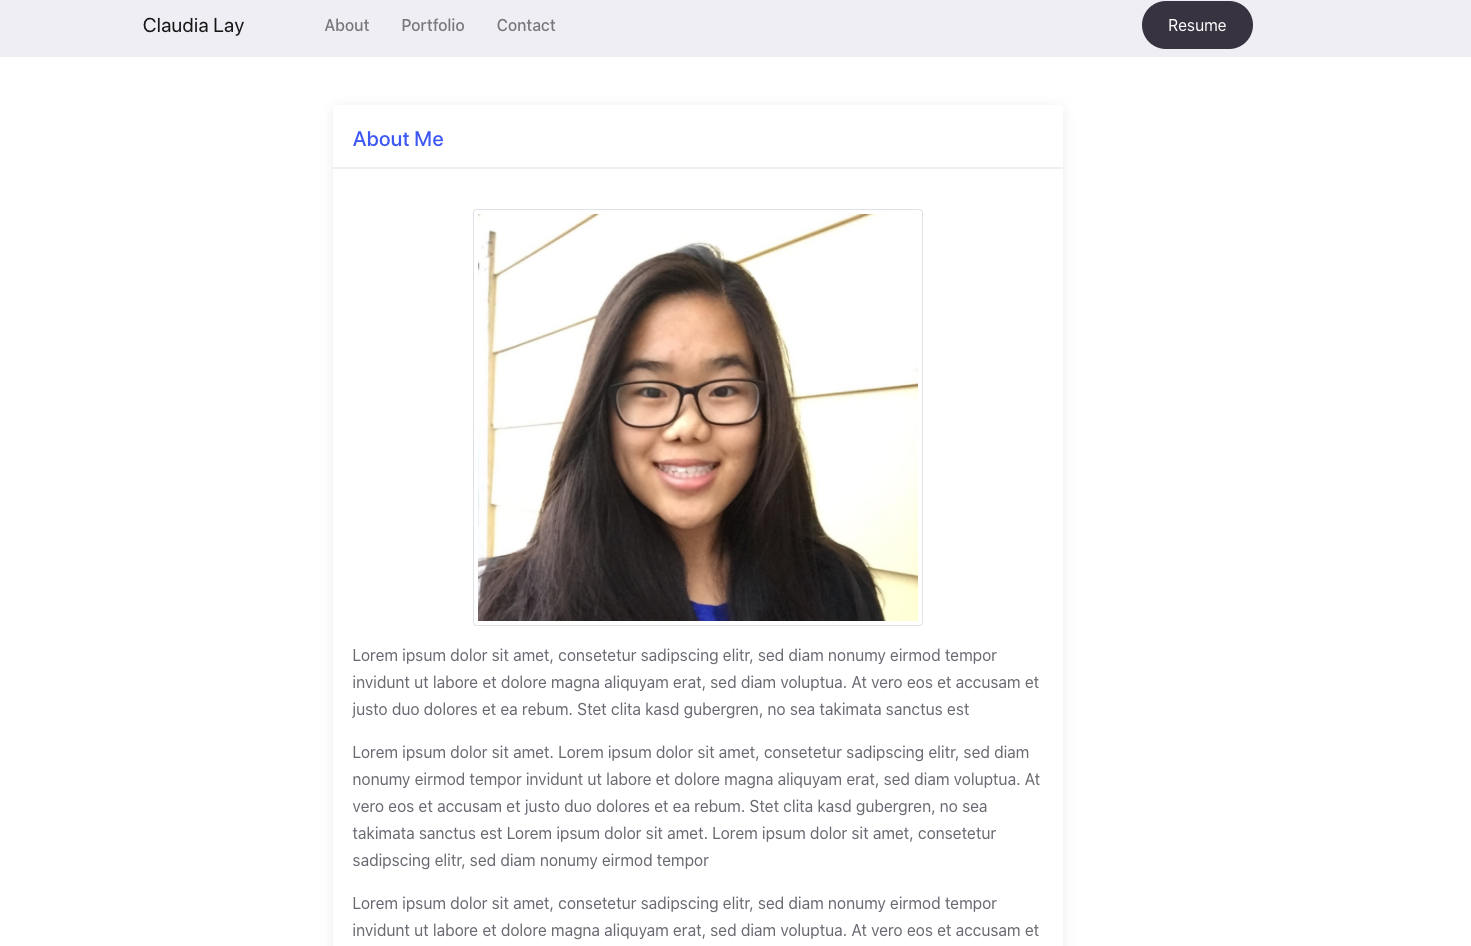 Claudia Lay
About Portfolio Contact
Resume
About Me
Lorem ipsum dolor sit amet, consetetur sadipscing elitr, sed diam nonumy eirmod tempor
invidunt ut labore et dolore magna aliquyam erat, sed diam voluptua. At vero eos et accusam et
justo duo dolores et ea rebum. Stet clita kasd gubergren, no sea takimata sanctus est
Lorem ipsum dolor sit amet. Lorem ipsum dolor sit amet, consetetur sadipscing elitr, sed diam
nonumy eirmod tempor invidunt ut labore et dolore magna aliquyam erat, sed diam voluptua. At
vero eos et accusam et justo duo dolores et ea rebum. Stet clita kasd gubergren, no sea
takimata sanctus est Lorem ipsum dolor sit amet. Lorem ipsum dolor sit amet, consetetur
sadipscing elitr, sed diam nonumy eirmod tempor
Lorem ipsum dolor sit amet, consetetur sadipscing elitr, sed diam nonumy eirmod tempor
invidunt ut labore et dolore magna aliquyam erat, sed diam voluptua. At vero eos et accusam et